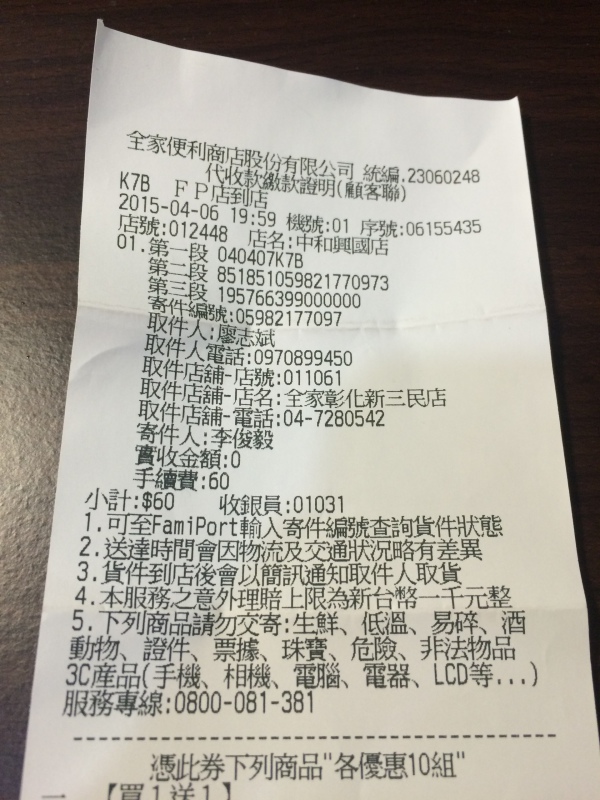 全家便利商店股份有限公司 統編.23060248
代收款繳款證明(顧客聯)
K7B FP店到店
2015-04-06 19:59 機號:01 序號:06155435
店號:012448 店名:中和興國店
01.第一段 040407K7B
第二段 8518510598217 70973
第三段 195766399000000
寄件編號:05982177097
取件人:廖志斌
取件人電話:0970899450
取件店舖-店號:011061
取件店舖-店名:全家彰化新三民店
取件店舖-電話:04-7280542
寄件人:李俊毅
實收金額:0
手續費:60
小計:$60 收銀員:01031
1.可至FamiPort輸入寄件編號查詢貨件狀態
2.送達時間會因物流及交通狀況略有差異
3.貨件到店後會以簡訊通知取件人取貨
4.本服務之意外理賠上限為新台幣一千元整
5.下列商品請勿交寄:生鮮、低溫、易碎、酒
動物、證件、票據、珠寶、危險、非法物品
3C產品(手機、相機、電腦、電器、LCD等...)
服務專線:0800-081-381
憑此券下列商品"各優惠10組"
一 【買1送1】